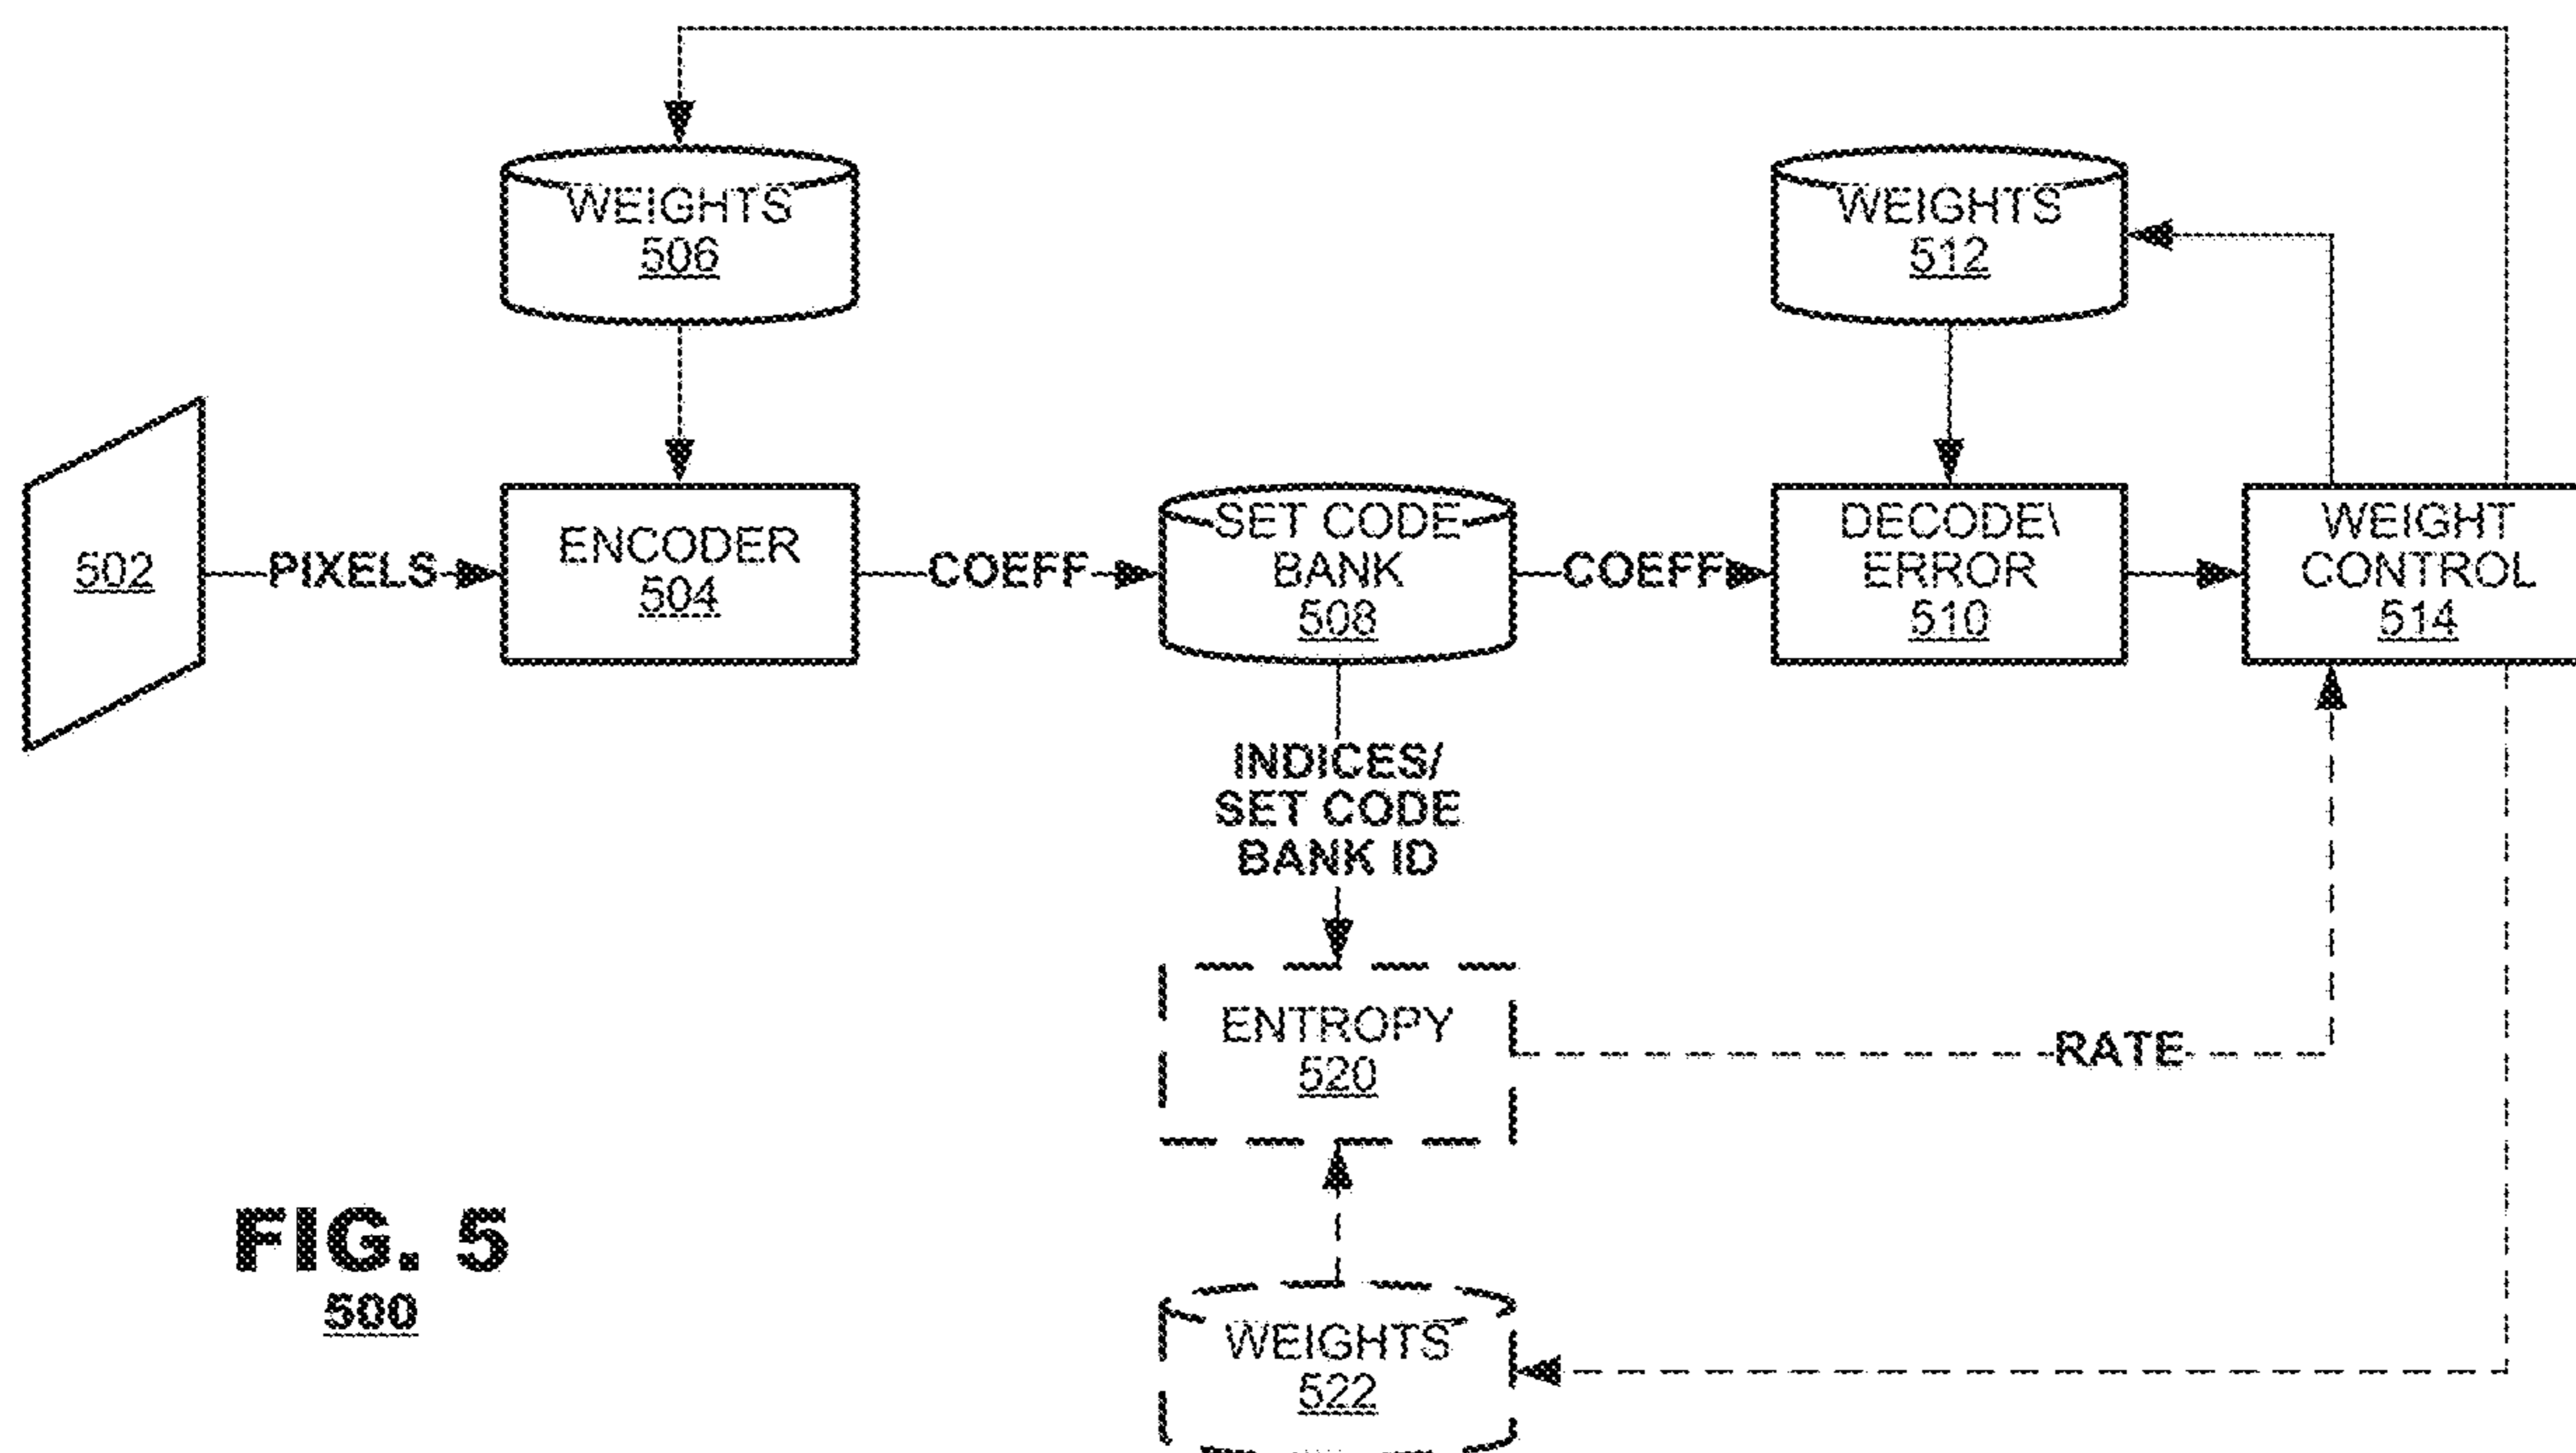 WEIGHTS
506
WEIGHTS
512
502
PIXELS
ENCODER
504
COEFF
SET CODE
BANK
508
COEFF
DECODE\
ERROR
510
WEIGHT
CONTROL
514
INDICES/
SET CODE
BANK ID
ENTROPY
520
RATE
WEIGHTS
522
FIG. 5
500